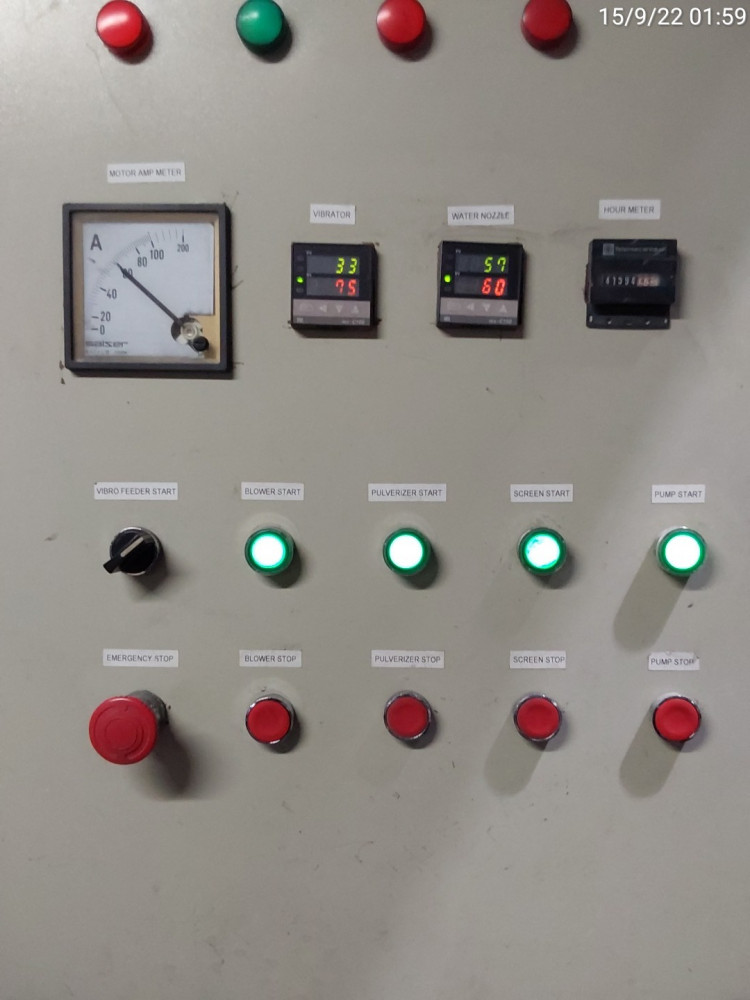 15/9/22 01:59
MOTOR AMP METER
VIBRATOR
WATER NOZZLE
HOUR METER
A
200
100
80
60
40
20
0
33
75
57
60
VIBRO FEEDER START
BLOWER START
PULVERIZER START
SCREEN START
PUMP START
EMERGENCY STOP
BLOWER STOP
PULVERIZER STOP
SCREEN STOP
PUMP STOP